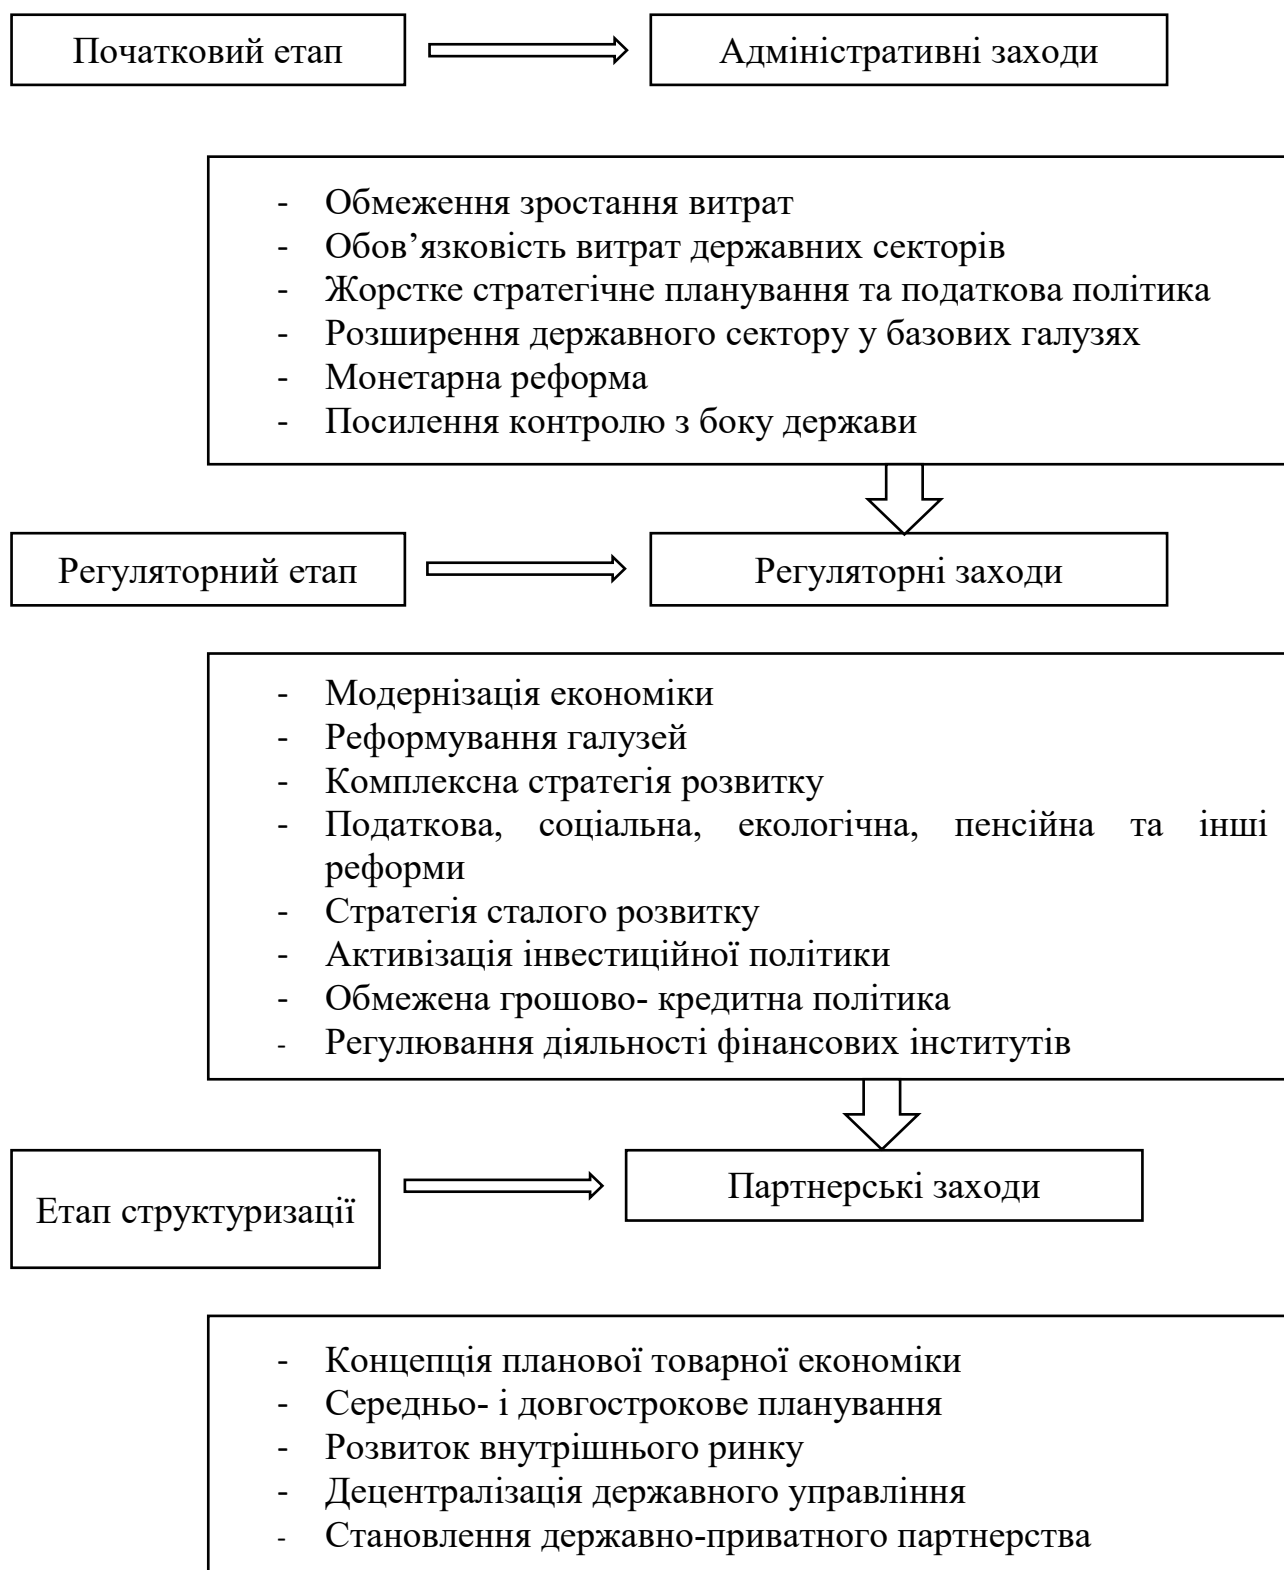 Початковий етап
Адміністративні заходи
- Обмеження зростання витрат
- Обов’язковість витрат державних секторів
- Жорстке стратегічне планування та податкова політика
- Розширення державного сектору у базових галузях
- Монетарна реформа
- Посилення контролю з боку держави
Регуляторний етап
Регуляторні заходи
- Модернізація економіки
- Реформування галузей
- Комплексна стратегія розвитку
- Податкова, соціальна, екологічна, пенсійна та інші
реформи
- Стратегія сталого розвитку
- Активізація інвестиційної політики
- Обмежена грошово- кредитна політика
- Регулювання діяльності фінансових інститутів
Етап структуризації
Партнерські заходи
- Концепція планової товарної економіки
- Середньо- і довгострокове планування
- Розвиток внутрішнього ринку
- Децентралізація державного управління
- Становлення державно-приватного партнерства